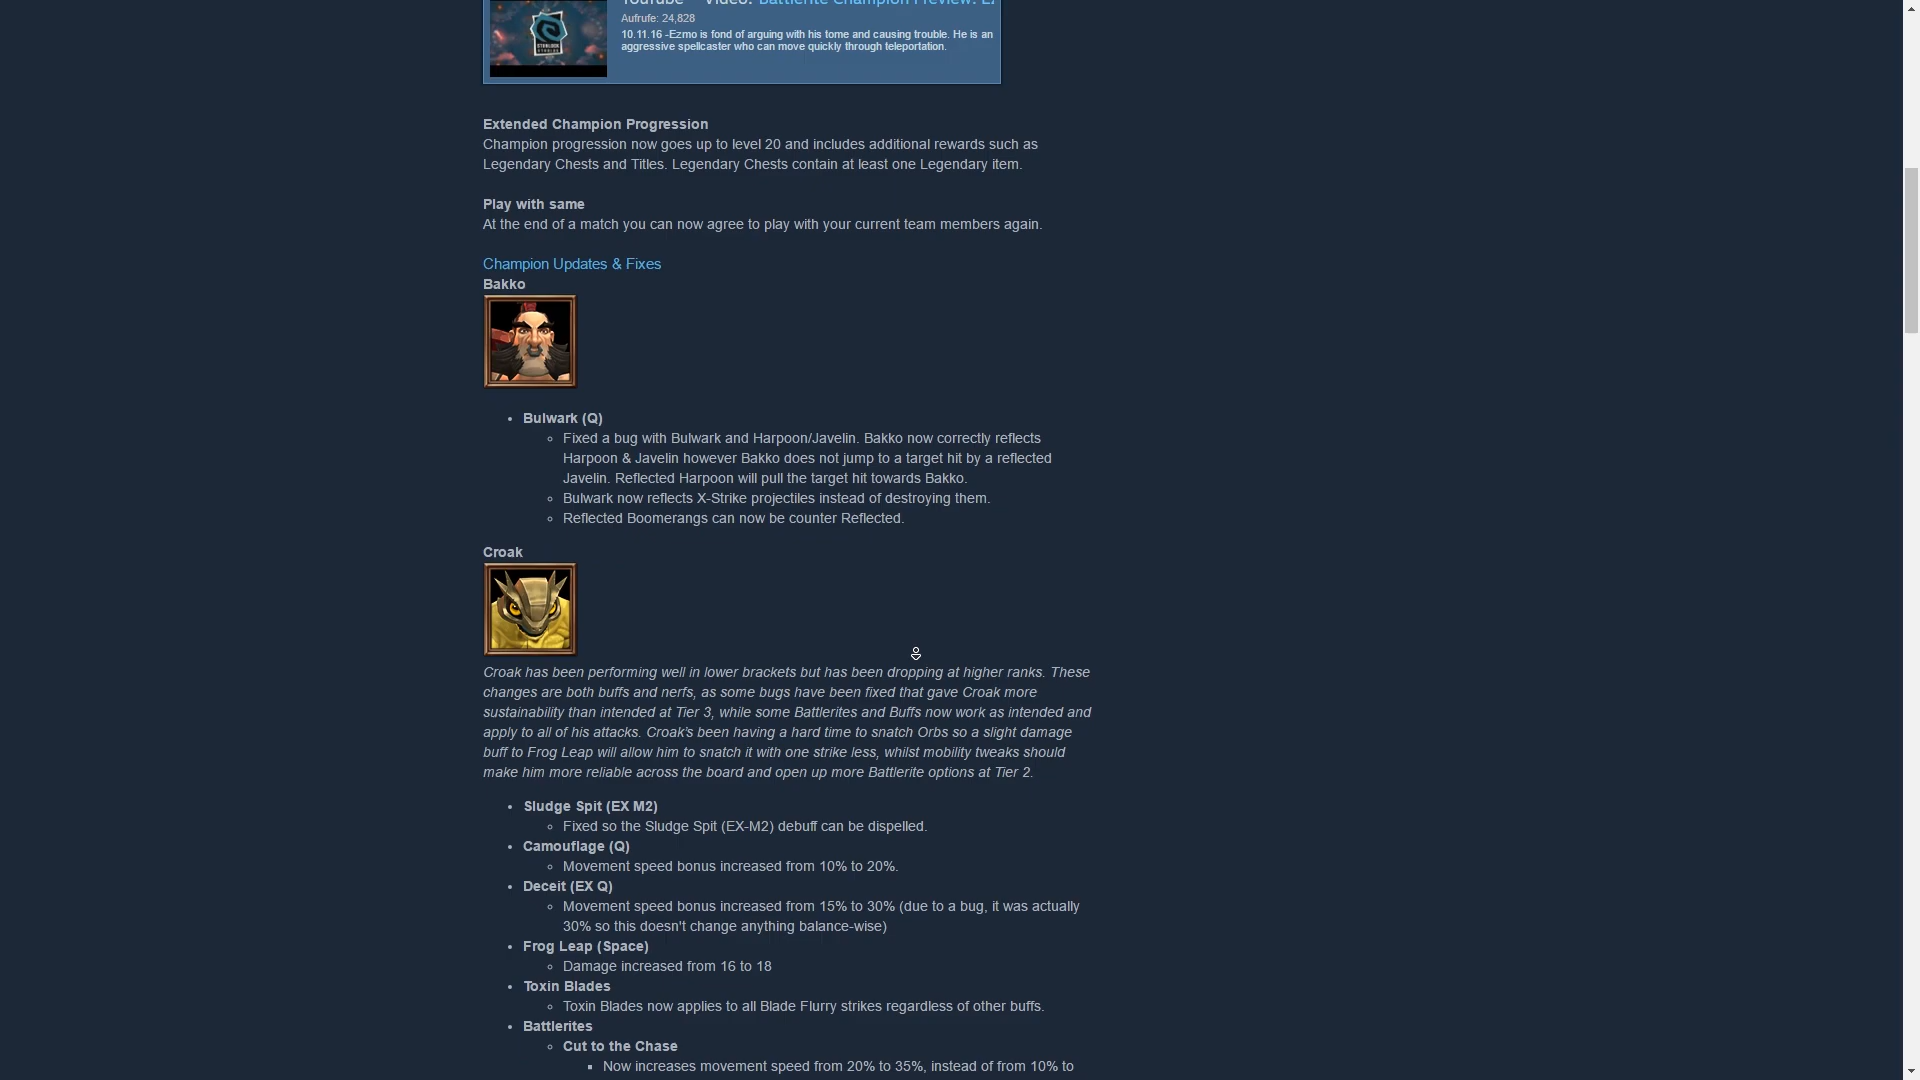 Aufrufe: 24,828
10.11.16 -Ezmo is fond of arguing with his tome and causing trouble. He is an
aggressive spellcaster who can move quickly through teleportation.
Extended Champion Progression
Champion progression now goes up to level 20 and includes additional rewards such as
Legendary Chests and Titles. Legendary Chests contain at least one Legendary item.
Play with same
At the end of a match you can now agree to play with your current team members again.
Champion Updates & Fixes
Bakko
• Bulwark (Q)
◦ Fixed a bug with Bulwark and Harpoon/Javelin. Bakko now correctly reflects
Harpoon & Javelin however Bakko does not jump to a target hit by a reflected
Javelin. Reflected Harpoon will pull the target hit towards Bakko.
◦ Bulwark now reflects X-Strike projectiles instead of destroying them.
◦ Reflected Boomerangs can now be counter Reflected.
Croak
Croak has been performing well in lower brackets but has been dropping at higher ranks. These
changes are both buffs and nerfs, as some bugs have been fixed that gave Croak more
sustainability than intended at Tier 3, while some Battlerites and Buffs now work as intended and
apply to all of his attacks. Croak's been having a hard time to snatch Orbs so a slight damage
buff to Frog Leap will allow him to snatch it with one strike less, whilst mobility tweaks should
make him more reliable across the board and open up more Battlerite options at Tier 2.
• Sludge Spit (EX M2)
◦ Fixed so the Sludge Spit (EX-M2) debuff can be dispelled.
• Camouflage (Q)
◦ Movement speed bonus increased from 10% to 20%.
• Deceit (EX Q)
◦ Movement speed bonus increased from 15% to 30% (due to a bug, it was actually
30% so this doesn't change anything balance-wise)
• Frog Leap (Space)
◦ Damage increased from 16 to 18
• Toxin Blades
◦ Toxin Blades now applies to all Blade Flurry strikes regardless of other buffs.
• Battlerites
◦ Cut to the Chase
▪ Now increases movement speed from 20% to 35%, instead of from 10% to